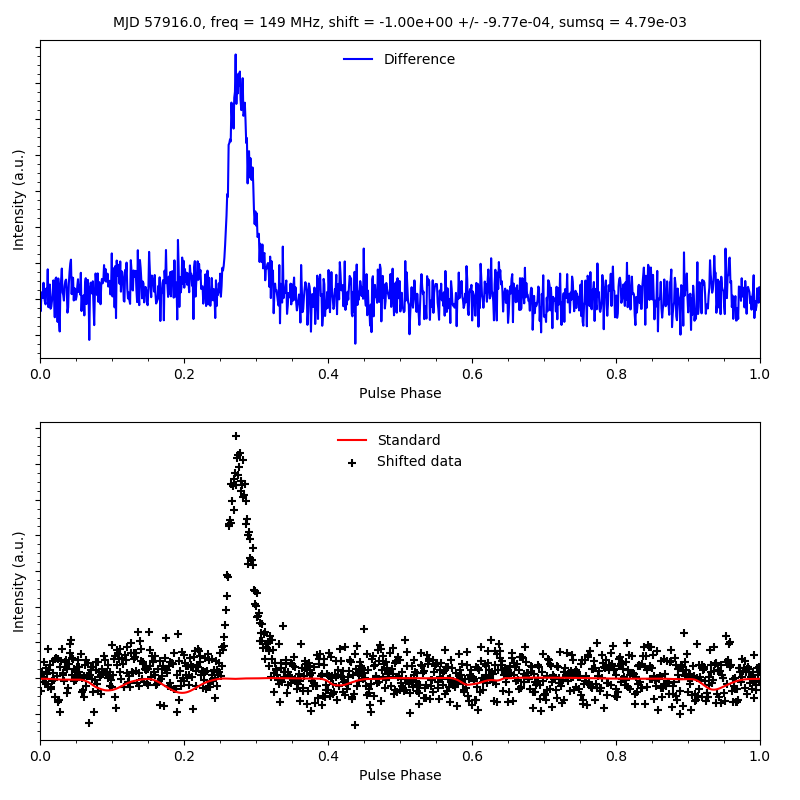 MJD 57916.0, freq = 149 MHz, shift = -1.00e+00 +/- -9.77e-04, sumsq = 4.79e-03
Difference
Intensity (a.u.)
0.0 0.2 0.4 0.6 0.8 1.0
Pulse Phase
Standard
Shifted data
Intensity (a.u.)
0.0 0.2 0.4 0.6 0.8 1.0
Pulse Phase